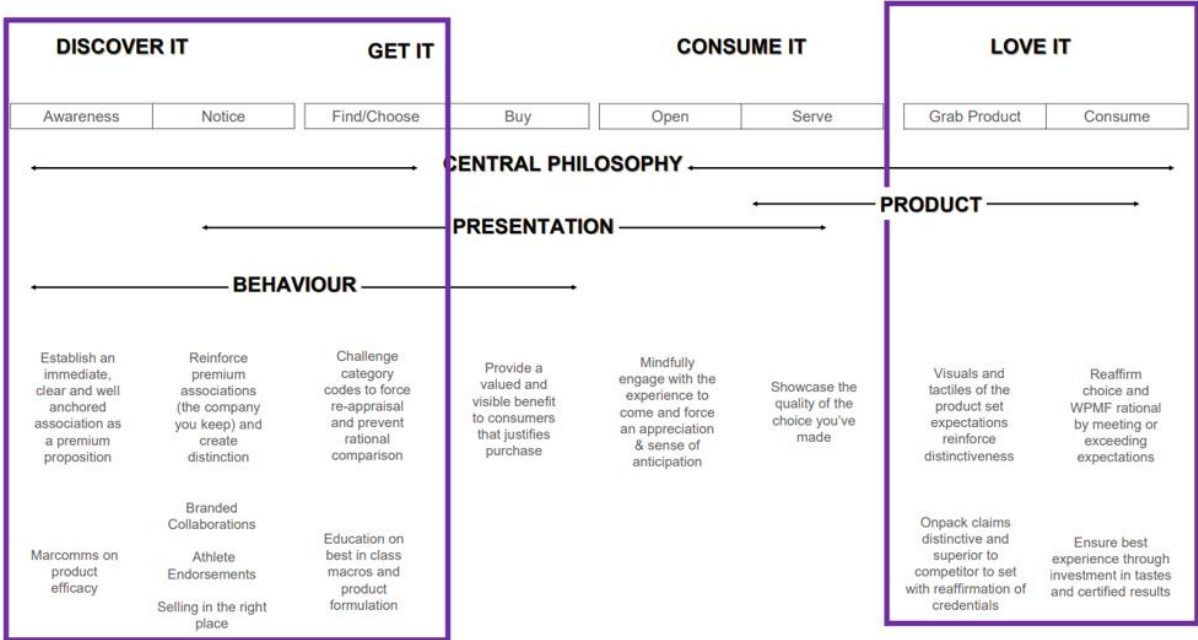 DISCOVER IT
GET IT
CONSUME IT
LOVE IT
Awareness
Notice
Find/Choose
Buy
Open
Serve
Grab Product
Consume
CENTRAL PHILOSOPHY
PRODUCT
PRESENTATION
BEHAVIOUR
Establish an
immediate,
clear and well
anchored
association as
a premium
proposition
Reinforce
premium
associations
(the company
you keep) and
create
distinction
Challenge
category
codes to force
re-appraisal
and prevent
rational
comparison
Provide a
valued and
visible benefit
to consumers
that justifies
purchase
Mindfully
engage with the
experience to
come and force
an appreciation
& sense of
anticipation
Showcase the
quality of the
choice you've
made
Visuals and
tactiles of the
product set
expectations
reinforce
distinctiveness
Reaffirm
choice and
WPMF rational
by meeting or
exceeding
expectations
Marcomms on
product
efficacy
Branded
Collaborations
Athlete
Endorsements
Selling in the right
place
Education on
best in class
macros and
product
formulation
Onpack claims
distinctive and
superior to
competitor to set
with reaffirmation of
credentials
Ensure best
experience through
investment in tastes
and certified results